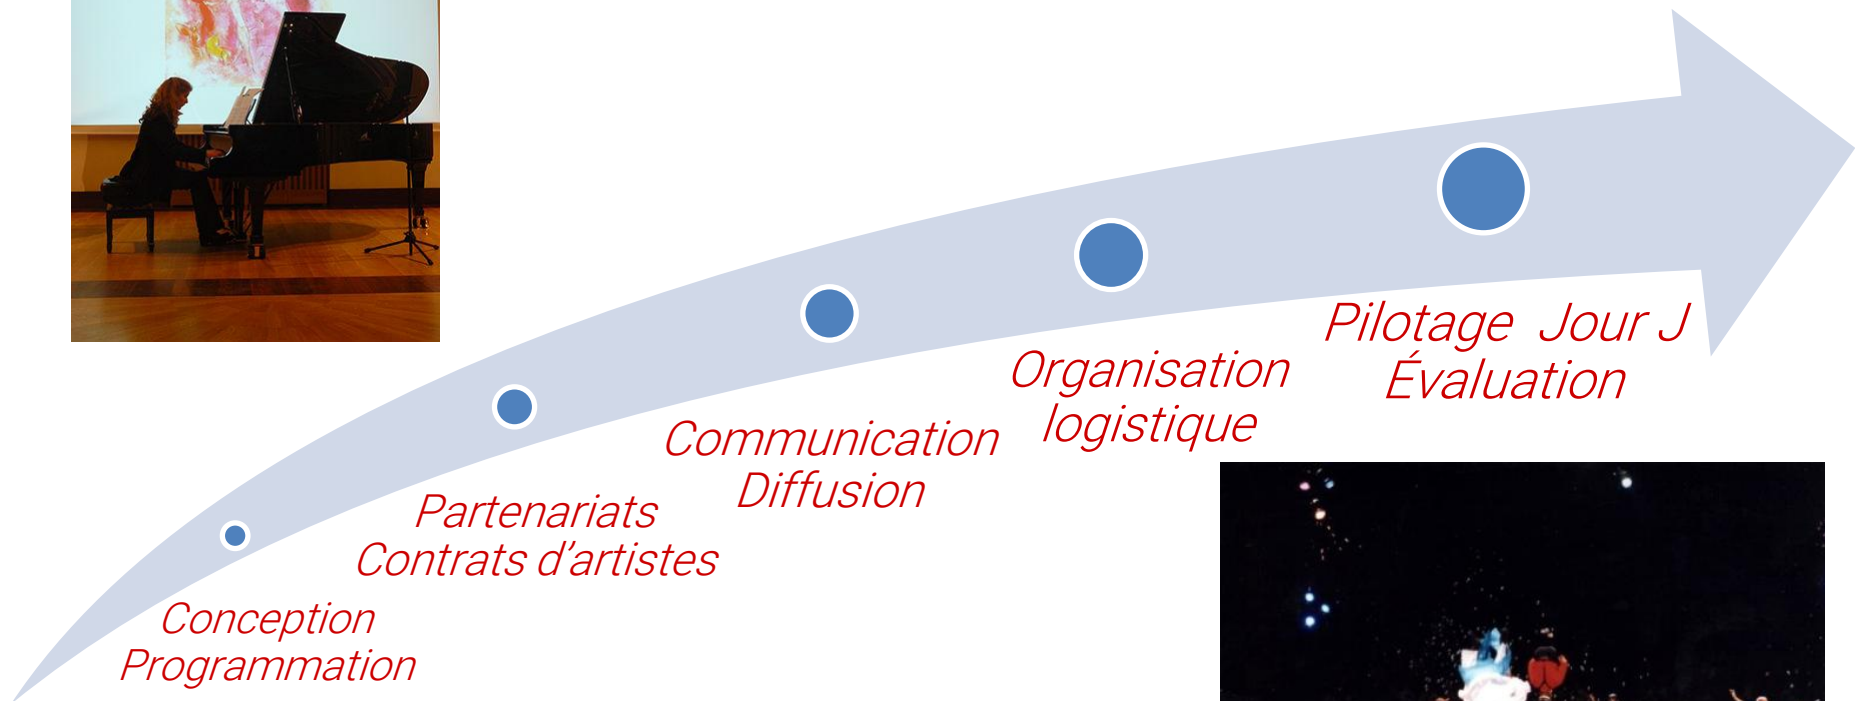 Conception
Programmation
Partenariats
Contrats d’artistes
Communication
Diffusion
Organisation
logistique
Pilotage Jour J
Évaluation